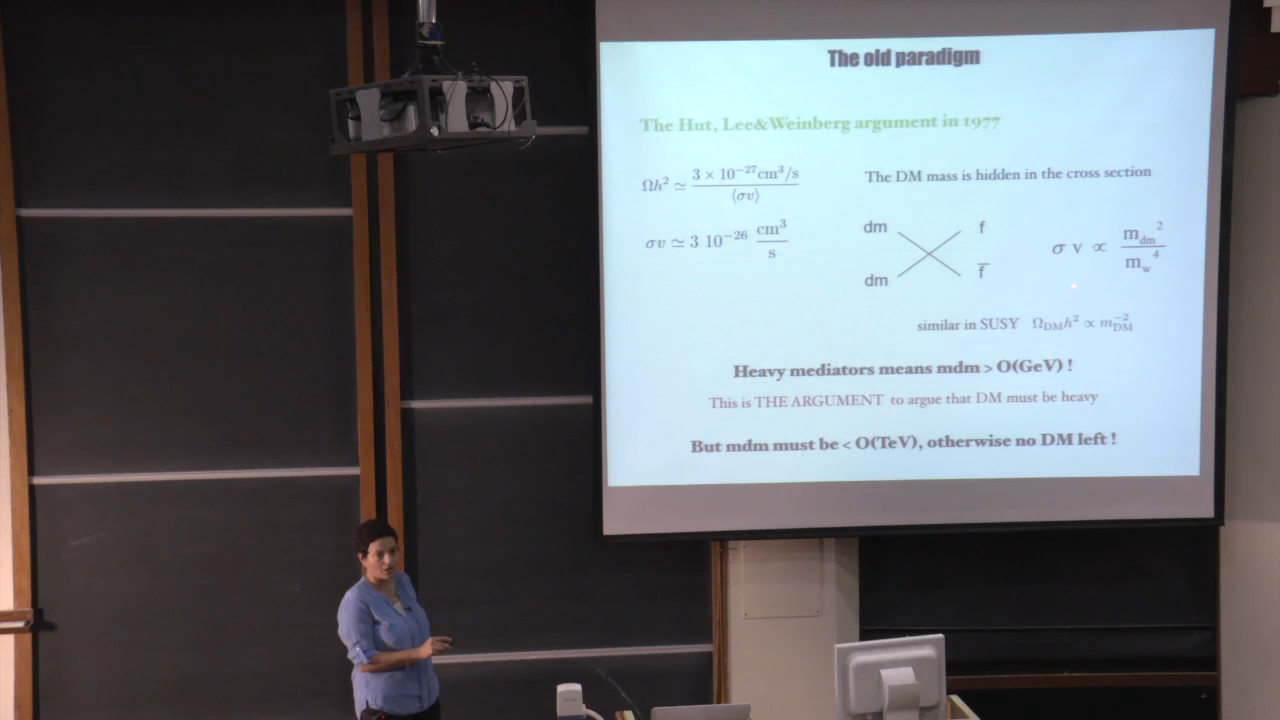 The old paradigm
The Hut, Lee&Weinberg argument in 1977
Ωh² ≃ 3 × 10⁻²⁷cm³/s / ⟨σv⟩
The DM mass is hidden in the cross section
σv ≃ 3 10⁻²⁶ cm³ / s
dm f
dm f̅
σ v ∝ m_dm² / m_w⁴
similar in SUSY Ω_DM h² ∝ m_DM⁻²
Heavy mediators means mdm > O(GeV) !
This is THE ARGUMENT to argue that DM must be heavy
But mdm must be < O(TeV), otherwise no DM left !